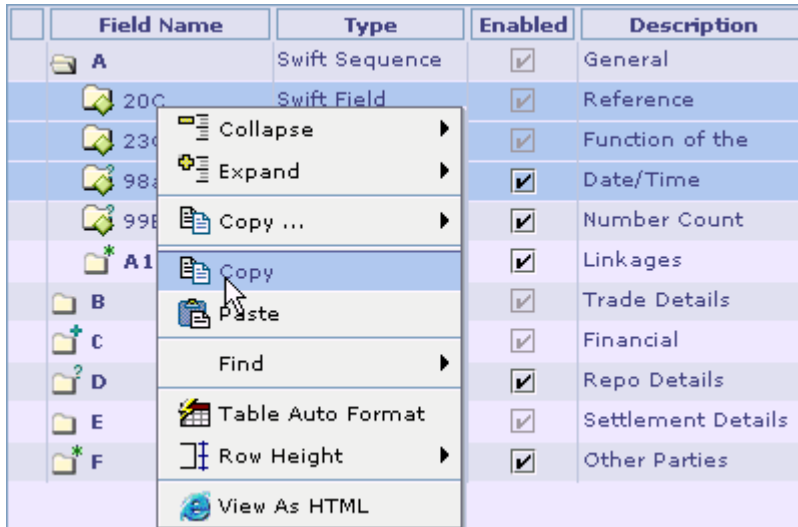 Field Name Type Enabled Description
A Swift Sequence General
20C Swift Field Reference
Function of the
Date/Time
Number Count
A1 Linkages
B Trade Details
C Financial
D Repo Details
E Settlement Details
F Other Parties
Collapse
Expand
Copy ...
Copy
Paste
Find
Table Auto Format
Row Height
View As HTML